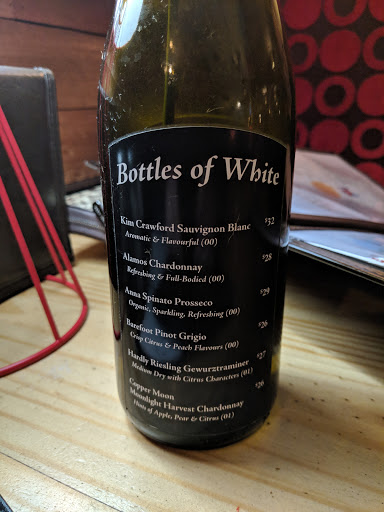 Bottles of White
Kim Crawford Sauvignon Blanc $32
Aromatic & Flavourful (00)
Alamos Chardonnay $28
Refreshing & Full-Bodied (00)
Anna Spinato Prosseco $29
Organic, Sparkling, Refreshing (00)
Barefoot Pinot Grigio $26
Crisp Citrus & Peach Flavours (00)
Hardly Riesling Gewurztraminer $27
Medium Dry with Citrus Characters (01)
Copper Moon $26
Moonlight Harvest Chardonnay
Hints of Apple, Pear & Citrus (01)